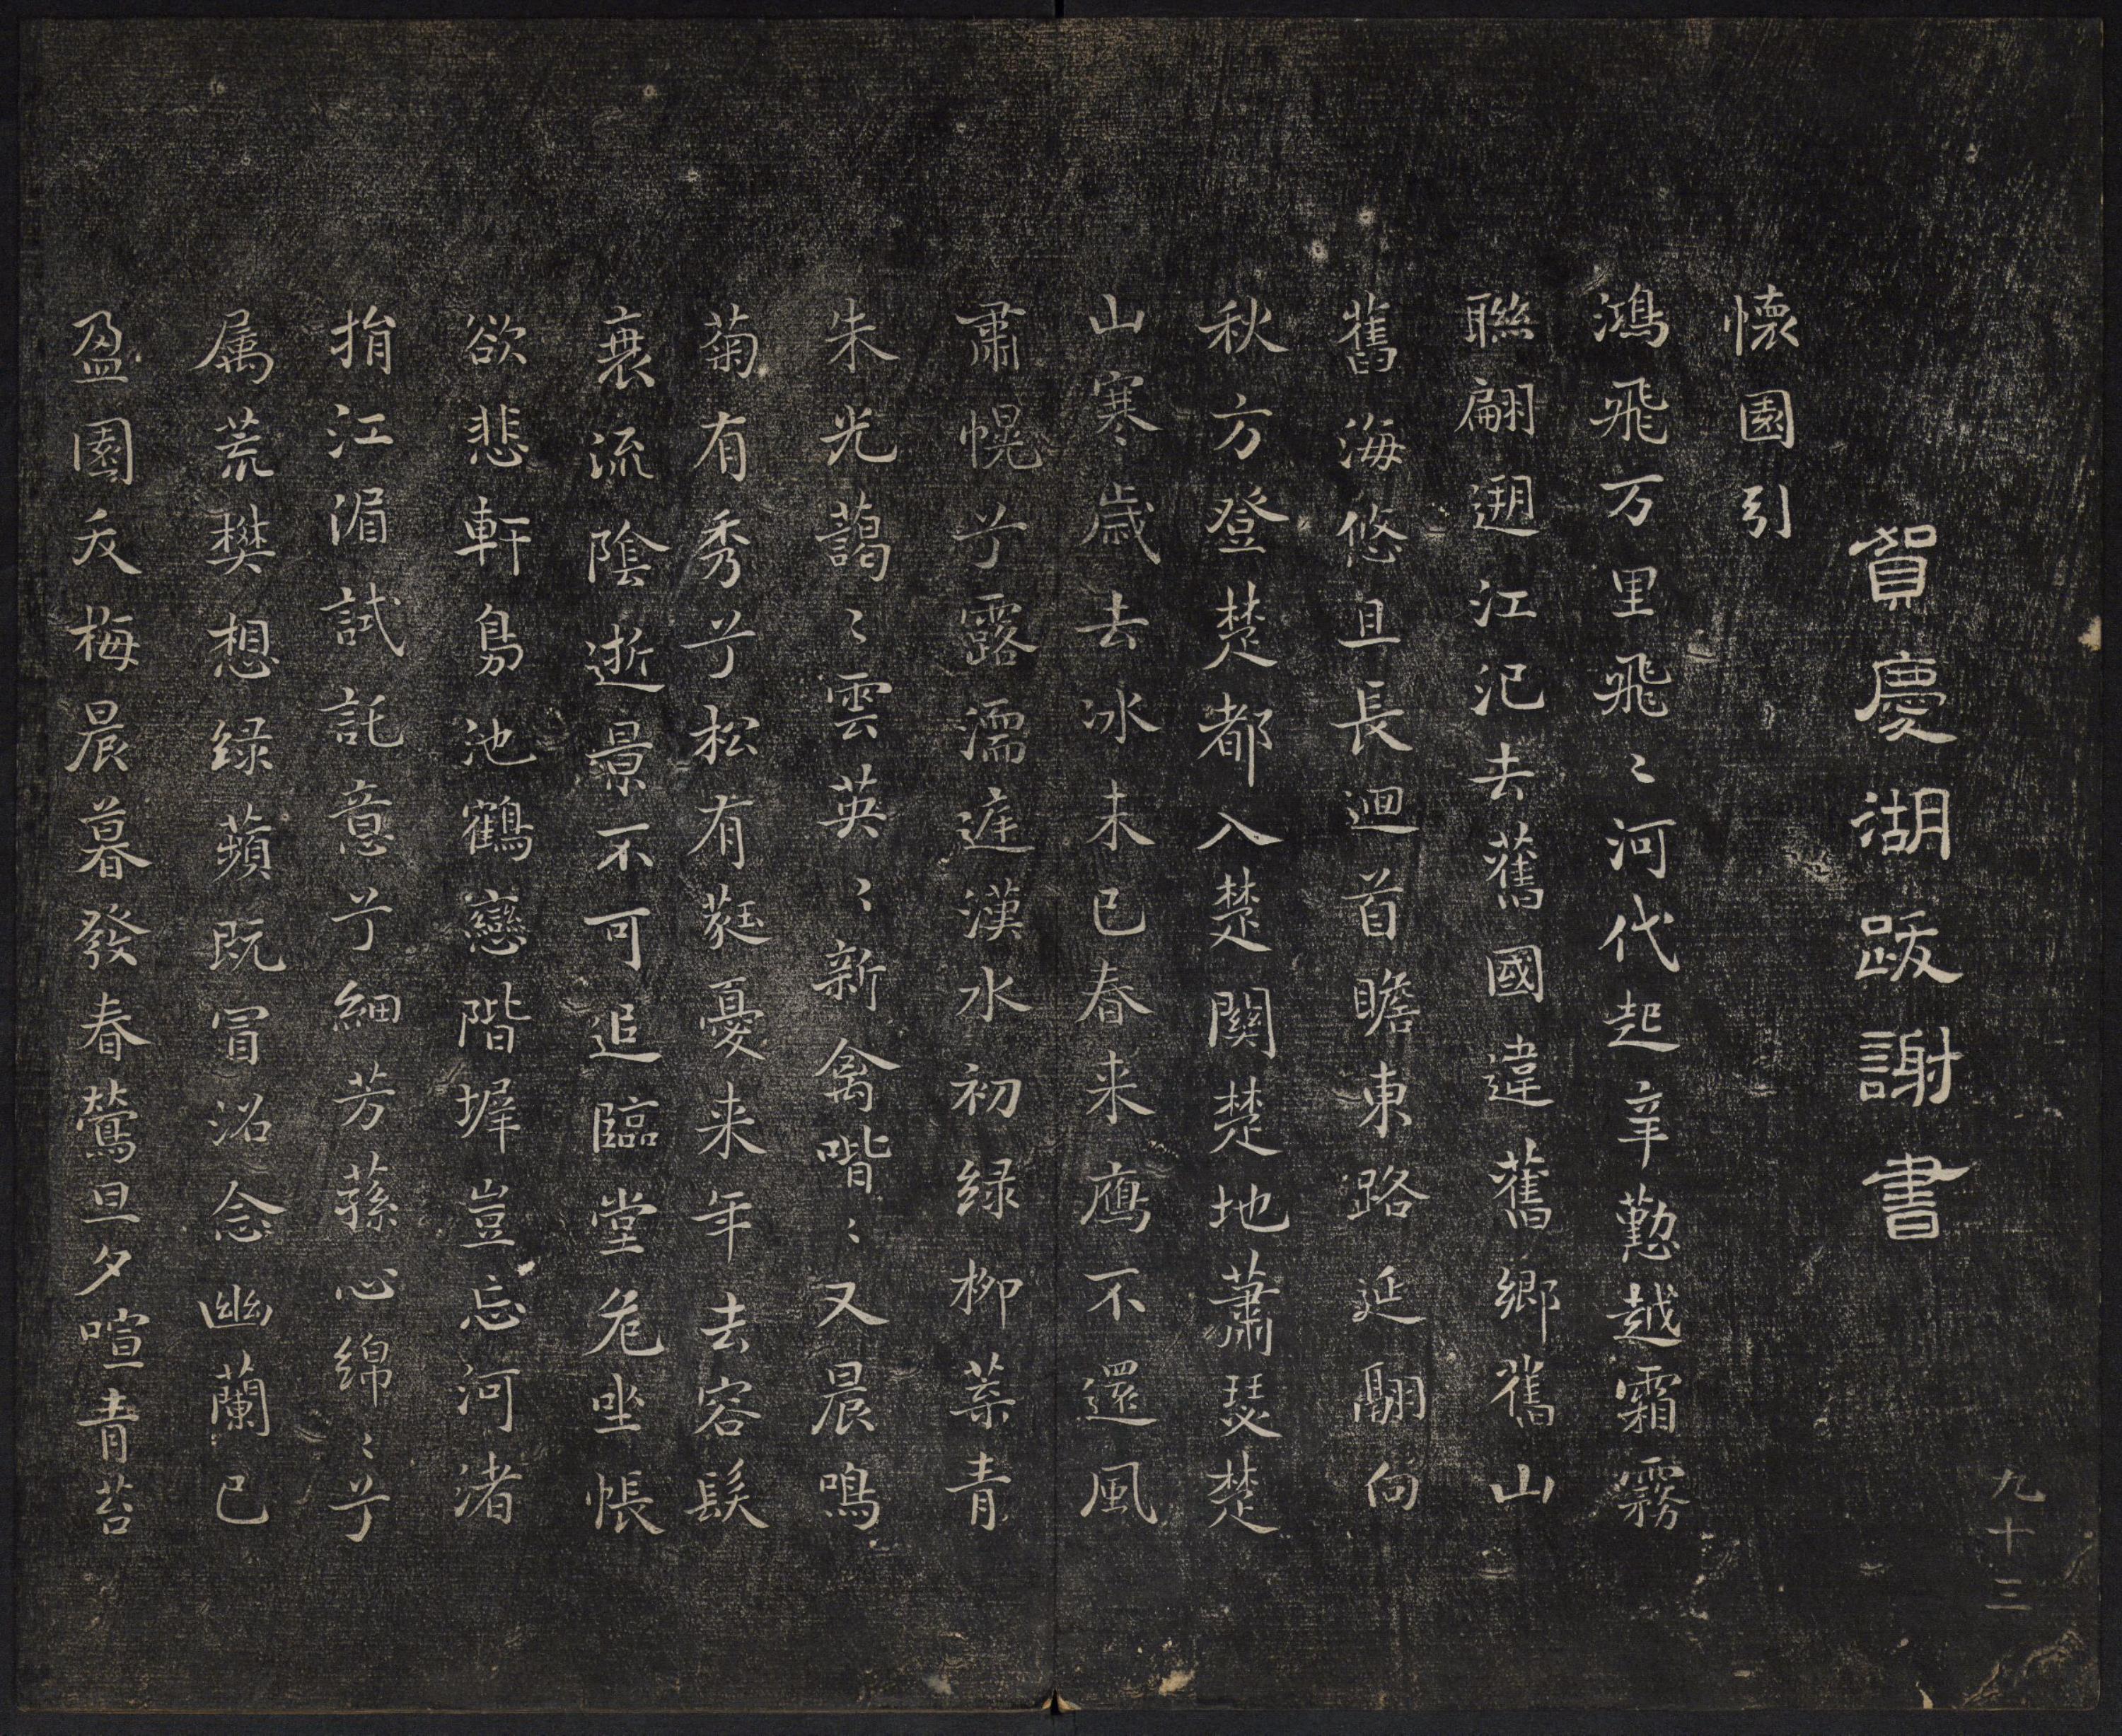 賀慶湖跋謝書
九十三
懷園引
鴻飛万里飛〻河代起辛懃越霜霧
聯翩遡江汜去舊國違舊鄉舊山
舊海悠且長迴首瞻東路延翮向
秋方登楚都入楚關楚地蕭瑟楚
山寒歲去冰未已春来鴈不還風
肅幌兮露濡庭漢水初緑柳葉青
朱光藹〻雲英〻新禽喈〻又晨鳴
菊有秀兮松有蕤憂来年去容髮
衰流陰逝景不可追臨堂危坐悵
欲悲軒鳧池鶴戀階墀豈忘河渚
捐江湄試託意兮細芳蓀心綿〻兮
属荒樊想緑蘋既冒沼念幽蘭已
盈園夭梅晨暮發春鶯旦夕喧青苔